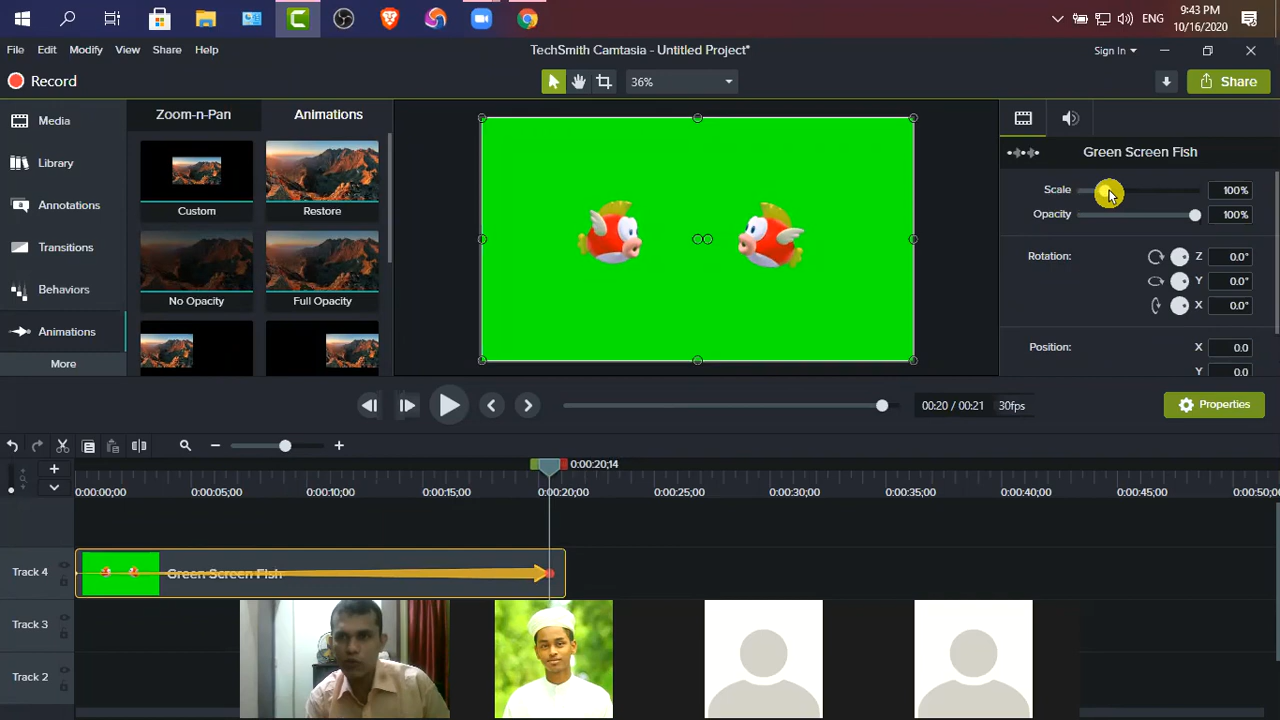 9:43 PM
ENG
10/16/2020
File Edit Modify View Share Help
TechSmith Camtasia - Untitled Project*
Sign In
Record
36%
Share
Media
Library
Annotations
Transitions
Behaviors
Animations
More
Zoom-n-Pan
Animations
Custom
Restore
No Opacity
Full Opacity
Green Screen Fish
Scale
100%
Opacity
100%
Rotation:
Z
0.0°
Y
0.0°
X
0.0°
Position:
X
0.0
Y
0.0
00:20 / 00:21
30fps
Properties
0:00:20;14
0:00:00;00
0:00:05;00
0:00:10;00
0:00:15;00
0:00:20;00
0:00:25;00
0:00:30;00
0:00:35;00
0:00:40;00
0:00:45;00
0:00:50;0
Track 4
Green Screen Fish
Track 3
Track 2